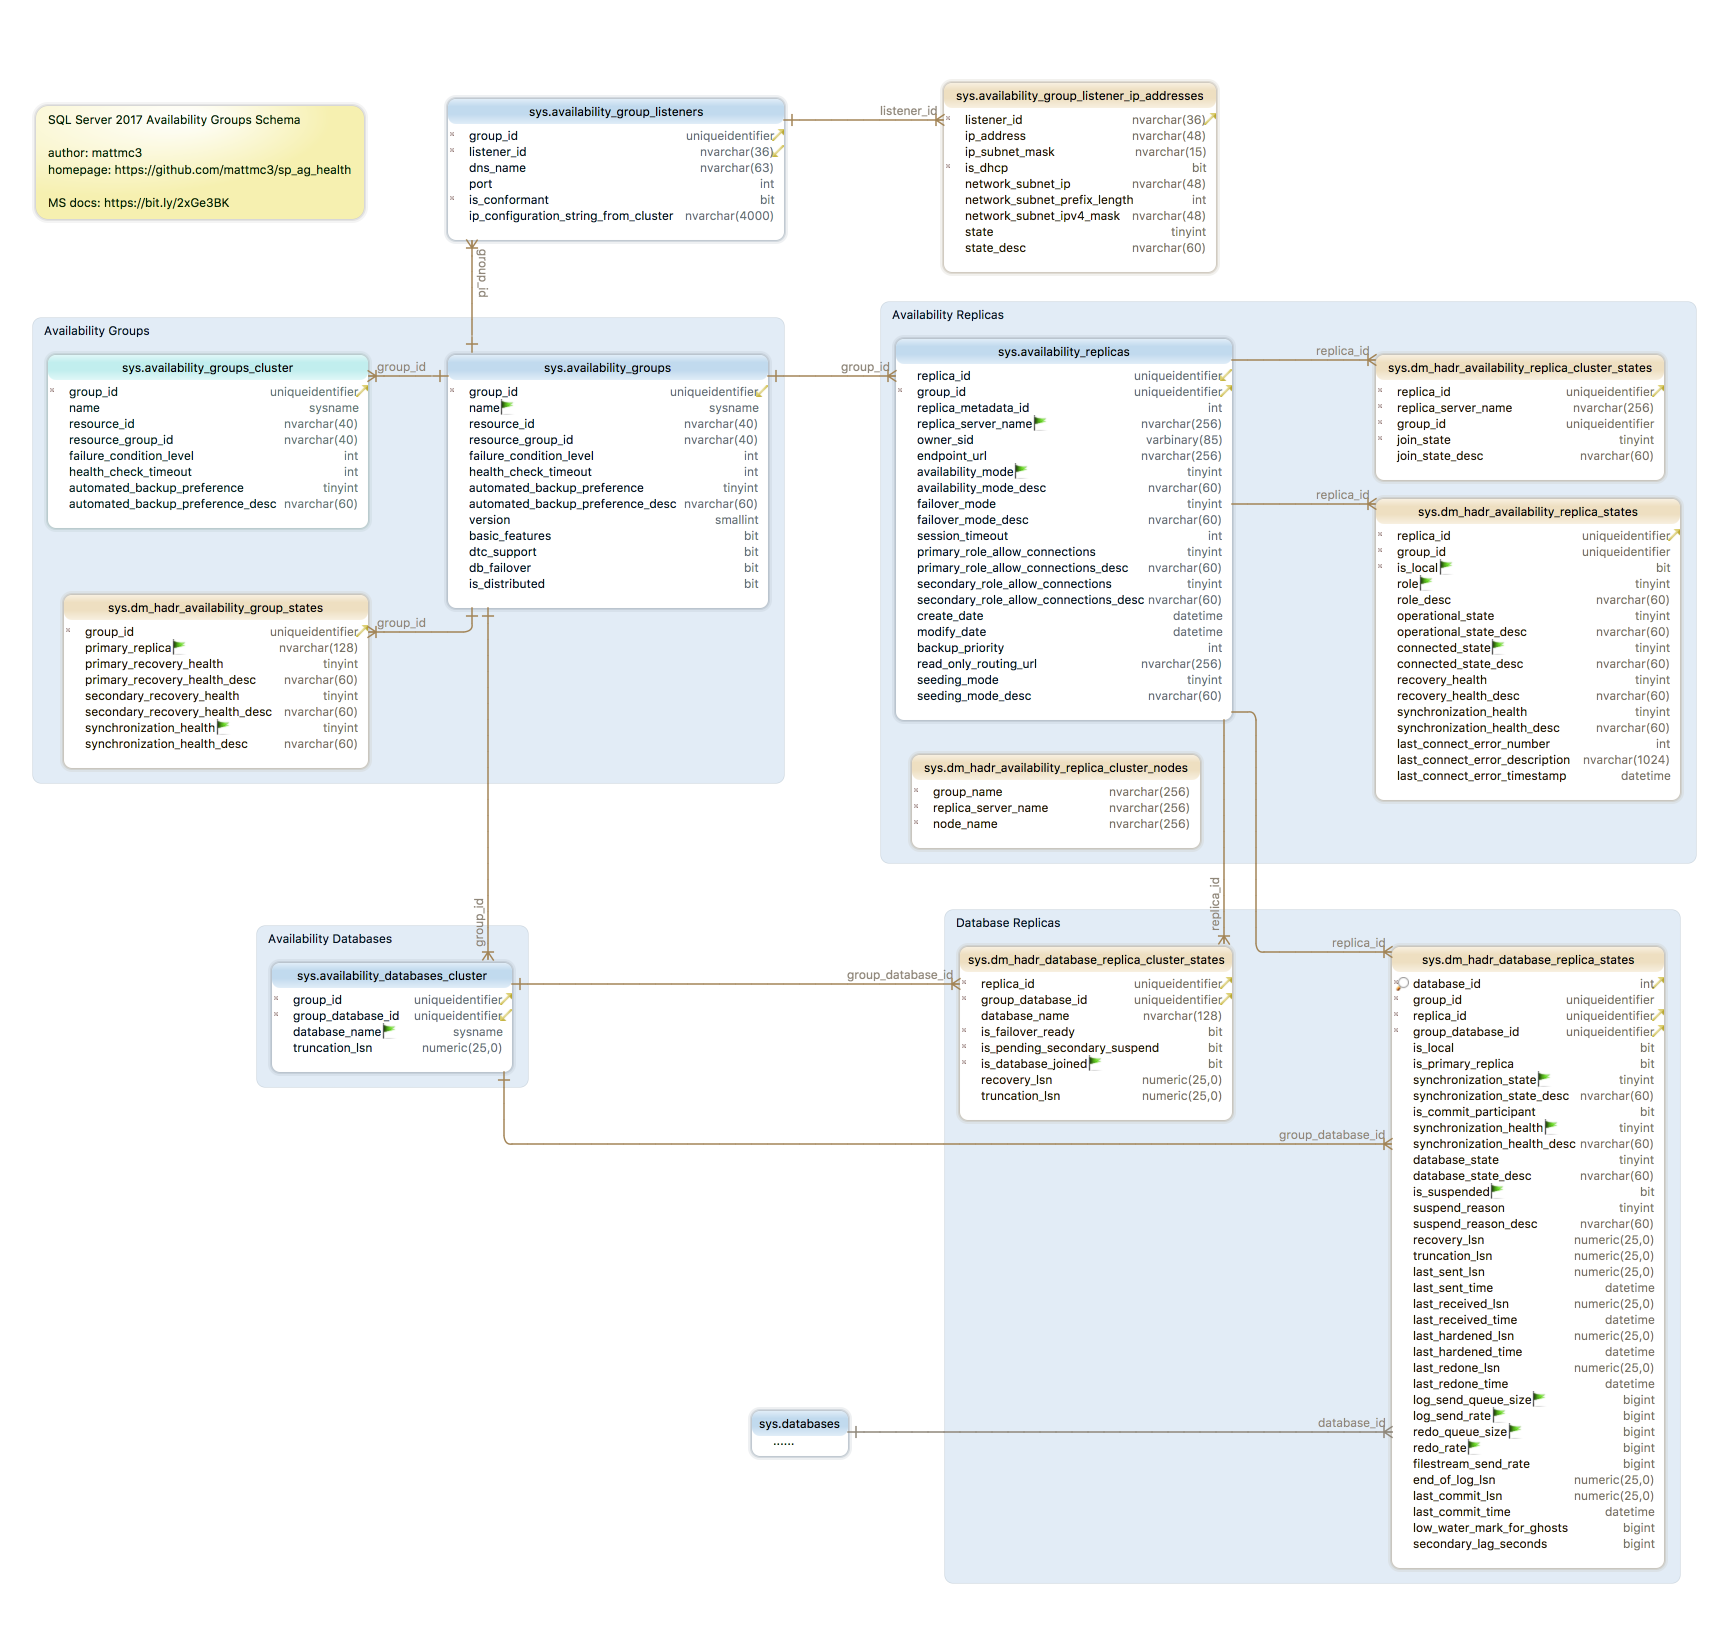 SQL Server 2017 Availability Groups Schema
author: mattmc3
homepage: https://github.com/mattmc3/sp_ag_health
MS docs: https://bit.ly/2xGe3BK
sys.availability_group_listeners
group_id uniqueidentifier
listener_id nvarchar(36)
dns_name nvarchar(63)
port int
is_conformant bit
ip_configuration_string_from_cluster nvarchar(4000)
listener_id
sys.availability_group_listener_ip_addresses
listener_id nvarchar(36)
ip_address nvarchar(48)
ip_subnet_mask nvarchar(15)
is_dhcp bit
network_subnet_ip nvarchar(48)
network_subnet_prefix_length int
network_subnet_ipv4_mask nvarchar(48)
state tinyint
state_desc nvarchar(60)
group_id
Availability Groups
sys.availability_groups_cluster
group_id uniqueidentifier
name sysname
resource_id nvarchar(40)
resource_group_id nvarchar(40)
failure_condition_level int
health_check_timeout int
automated_backup_preference tinyint
automated_backup_preference_desc nvarchar(60)
group_id
sys.availability_groups
group_id uniqueidentifier
name sysname
resource_id nvarchar(40)
resource_group_id nvarchar(40)
failure_condition_level int
health_check_timeout int
automated_backup_preference tinyint
automated_backup_preference_desc nvarchar(60)
version smallint
basic_features bit
dtc_support bit
db_failover bit
is_distributed bit
sys.dm_hadr_availability_group_states
group_id uniqueidentifier
primary_replica nvarchar(128)
primary_recovery_health tinyint
primary_recovery_health_desc nvarchar(60)
secondary_recovery_health tinyint
secondary_recovery_health_desc nvarchar(60)
synchronization_health tinyint
synchronization_health_desc nvarchar(60)
group_id
group_id
Availability Replicas
sys.availability_replicas
replica_id uniqueidentifier
group_id uniqueidentifier
replica_metadata_id int
replica_server_name nvarchar(256)
owner_sid varbinary(85)
endpoint_url nvarchar(256)
availability_mode tinyint
availability_mode_desc nvarchar(60)
failover_mode tinyint
failover_mode_desc nvarchar(60)
session_timeout int
primary_role_allow_connections tinyint
primary_role_allow_connections_desc nvarchar(60)
secondary_role_allow_connections tinyint
secondary_role_allow_connections_desc nvarchar(60)
create_date datetime
modify_date datetime
backup_priority int
read_only_routing_url nvarchar(256)
seeding_mode tinyint
seeding_mode_desc nvarchar(60)
replica_id
sys.dm_hadr_availability_replica_cluster_states
replica_id uniqueidentifier
replica_server_name nvarchar(256)
group_id uniqueidentifier
join_state tinyint
join_state_desc nvarchar(60)
replica_id
sys.dm_hadr_availability_replica_states
replica_id uniqueidentifier
group_id uniqueidentifier
is_local bit
role tinyint
role_desc nvarchar(60)
operational_state tinyint
operational_state_desc nvarchar(60)
connected_state tinyint
connected_state_desc nvarchar(60)
recovery_health tinyint
recovery_health_desc nvarchar(60)
synchronization_health tinyint
synchronization_health_desc nvarchar(60)
last_connect_error_number int
last_connect_error_description nvarchar(1024)
last_connect_error_timestamp datetime
sys.dm_hadr_availability_replica_cluster_nodes
group_name nvarchar(256)
replica_server_name nvarchar(256)
node_name nvarchar(256)
group_id
replica_id
Availability Databases
sys.availability_databases_cluster
group_id uniqueidentifier
group_database_id uniqueidentifier
database_name sysname
truncation_lsn numeric(25,0)
group_database_id
Database Replicas
sys.dm_hadr_database_replica_cluster_states
replica_id uniqueidentifier
group_database_id uniqueidentifier
database_name nvarchar(128)
is_failover_ready bit
is_pending_secondary_suspend bit
is_database_joined bit
recovery_lsn numeric(25,0)
truncation_lsn numeric(25,0)
replica_id
group_database_id
sys.dm_hadr_database_replica_states
database_id int
group_id uniqueidentifier
replica_id uniqueidentifier
group_database_id uniqueidentifier
is_local bit
is_primary_replica bit
synchronization_state tinyint
synchronization_state_desc nvarchar(60)
is_commit_participant bit
synchronization_health tinyint
synchronization_health_desc nvarchar(60)
database_state tinyint
database_state_desc nvarchar(60)
is_suspended bit
suspend_reason tinyint
suspend_reason_desc nvarchar(60)
recovery_lsn numeric(25,0)
truncation_lsn numeric(25,0)
last_sent_lsn numeric(25,0)
last_sent_time datetime
last_received_lsn numeric(25,0)
last_received_time datetime
last_hardened_lsn numeric(25,0)
last_hardened_time datetime
last_redone_lsn numeric(25,0)
last_redone_time datetime
log_send_queue_size bigint
log_send_rate bigint
redo_queue_size bigint
redo_rate bigint
filestream_send_rate bigint
end_of_log_lsn numeric(25,0)
last_commit_lsn numeric(25,0)
last_commit_time datetime
low_water_mark_for_ghosts bigint
secondary_lag_seconds bigint
sys.databases
......
database_id